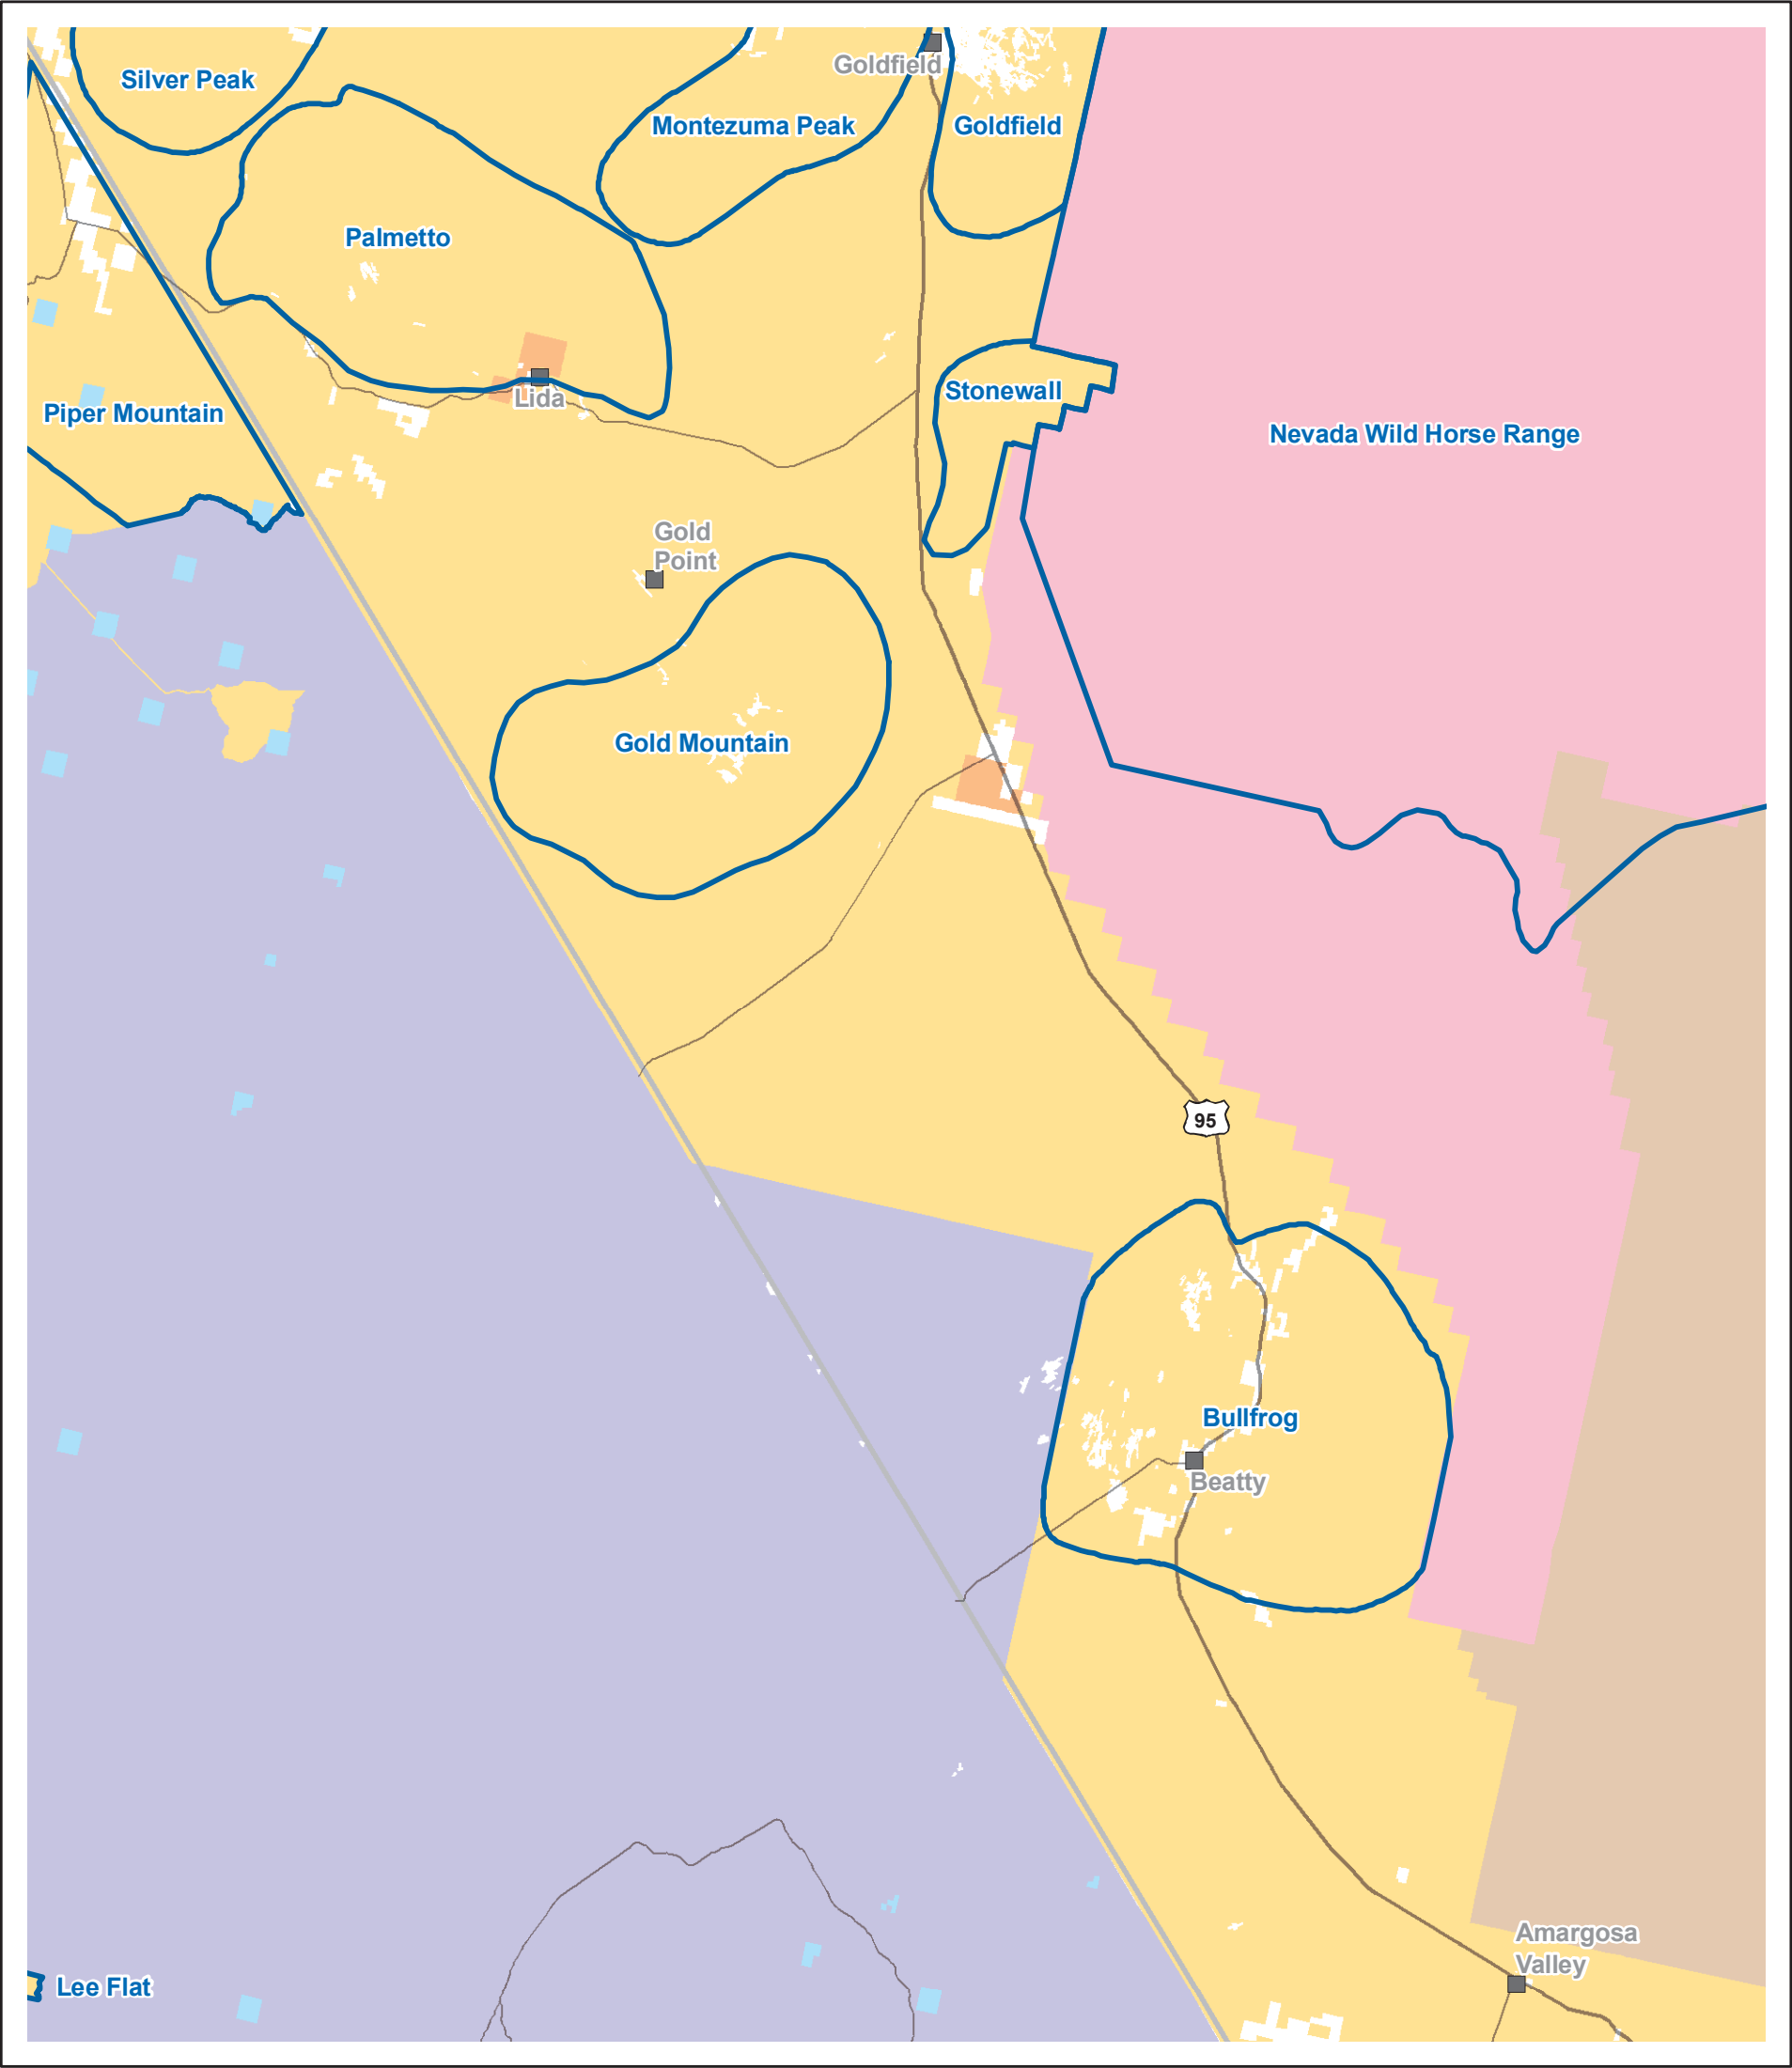 Goldfield
Silver Peak
Montezuma Peak
Goldfield
Palmetto
Stonewall
Lida
Piper Mountain
Nevada Wild Horse Range
Gold
Point
Gold Mountain
95
Bullfrog
Beatty
Amargosa
Valley
Lee Flat